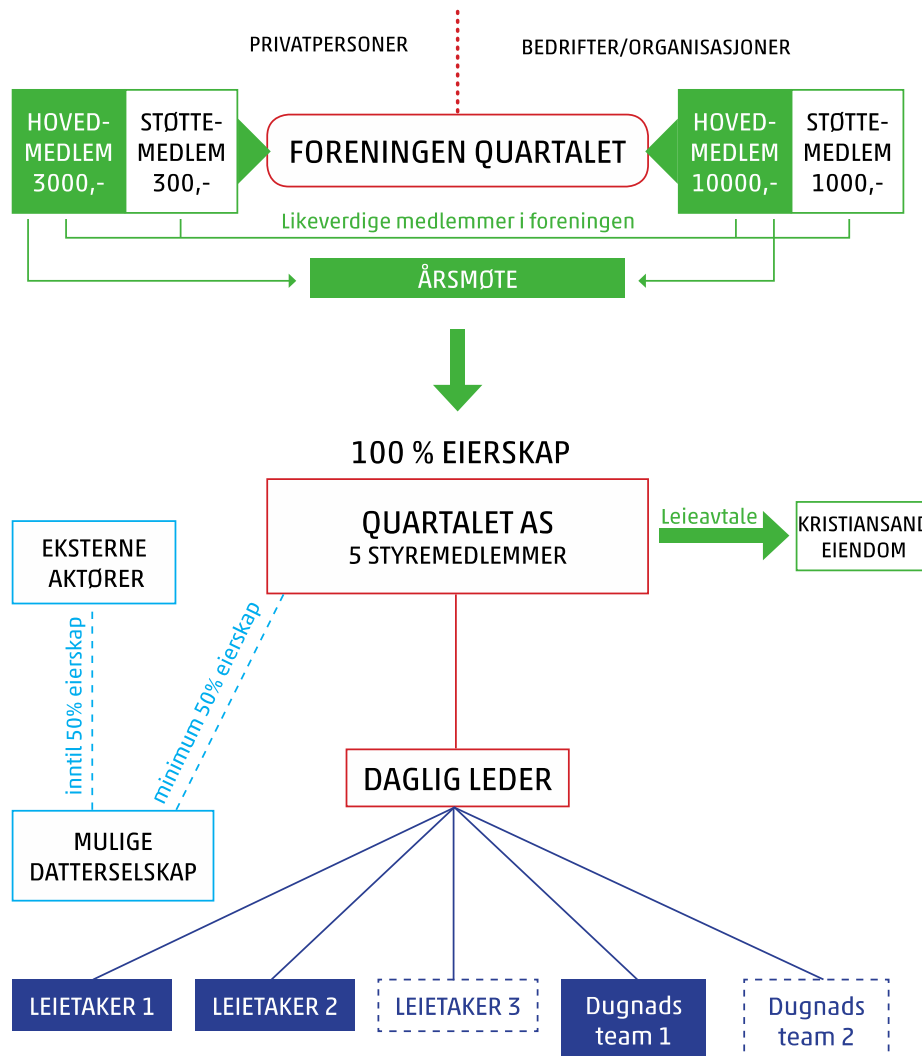 PRIVATPERSONER
BEDRIFTER/ORGANISASJONER
HOVED-
MEDLEM
3000,-
STØTTE-
MEDLEM
300,-
FORENINGEN QUARTALET
HOVED-
MEDLEM
10000,-
STØTTE-
MEDLEM
1000,-
Likeverdige medlemmer i foreningen
ÅRSMØTE
100 % EIERSKAP
QUARTALET AS
5 STYREMEDLEMMER
Leieavtale
KRISTIANSAND
EIENDOM
EKSTERNE
AKTØRER
inntil 50% eierskap
minimum 50% eierskap
MULIGE
DATTERSELSKAP
DAGLIG LEDER
LEIETAKER 1
LEIETAKER 2
LEIETAKER 3
Dugnads
team 1
Dugnads
team 2